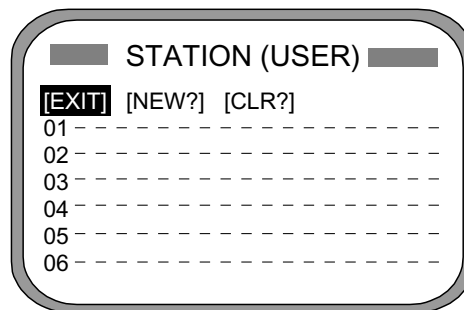 STATION (USER)
[EXIT] [NEW?] [CLR?]
01 – – – – – – – – – – – – – – – – – – – – –
02 – – – – – – – – – – – – – – – – – – – – –
03 – – – – – – – – – – – – – – – – – – – – –
04 – – – – – – – – – – – – – – – – – – – – –
05 – – – – – – – – – – – – – – – – – – – – –
06 – – – – – – – – – – – – – – – – – – – – –